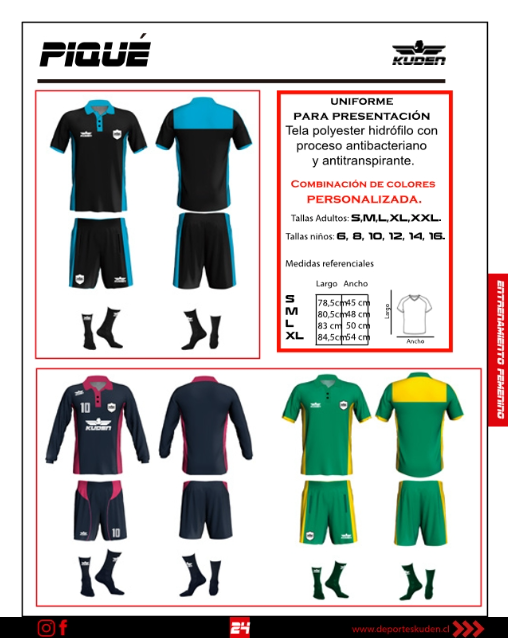 PIQUÉ
KUDEN
UNIFORME
PARA PRESENTACIÓN
Tela polyester hidrófilo con
proceso antibacteriano
y antitranspirante.
COMBINACIÓN DE COLORES
PERSONALIZADA.
Tallas Adultos: S,M,L,XL,XXL.
Tallas niños: 6, 8, 10, 12, 14, 16.
Medidas referenciales
Largo Ancho
S 78,5cm 45 cm
M 80,5cm 48 cm
L 83 cm 50 cm
XL 84,5cm 54 cm
Largo
Ancho
ENTRENAMIENTO FEMENINO
10
KUDEN
10
24
www.deporteskuden.cl